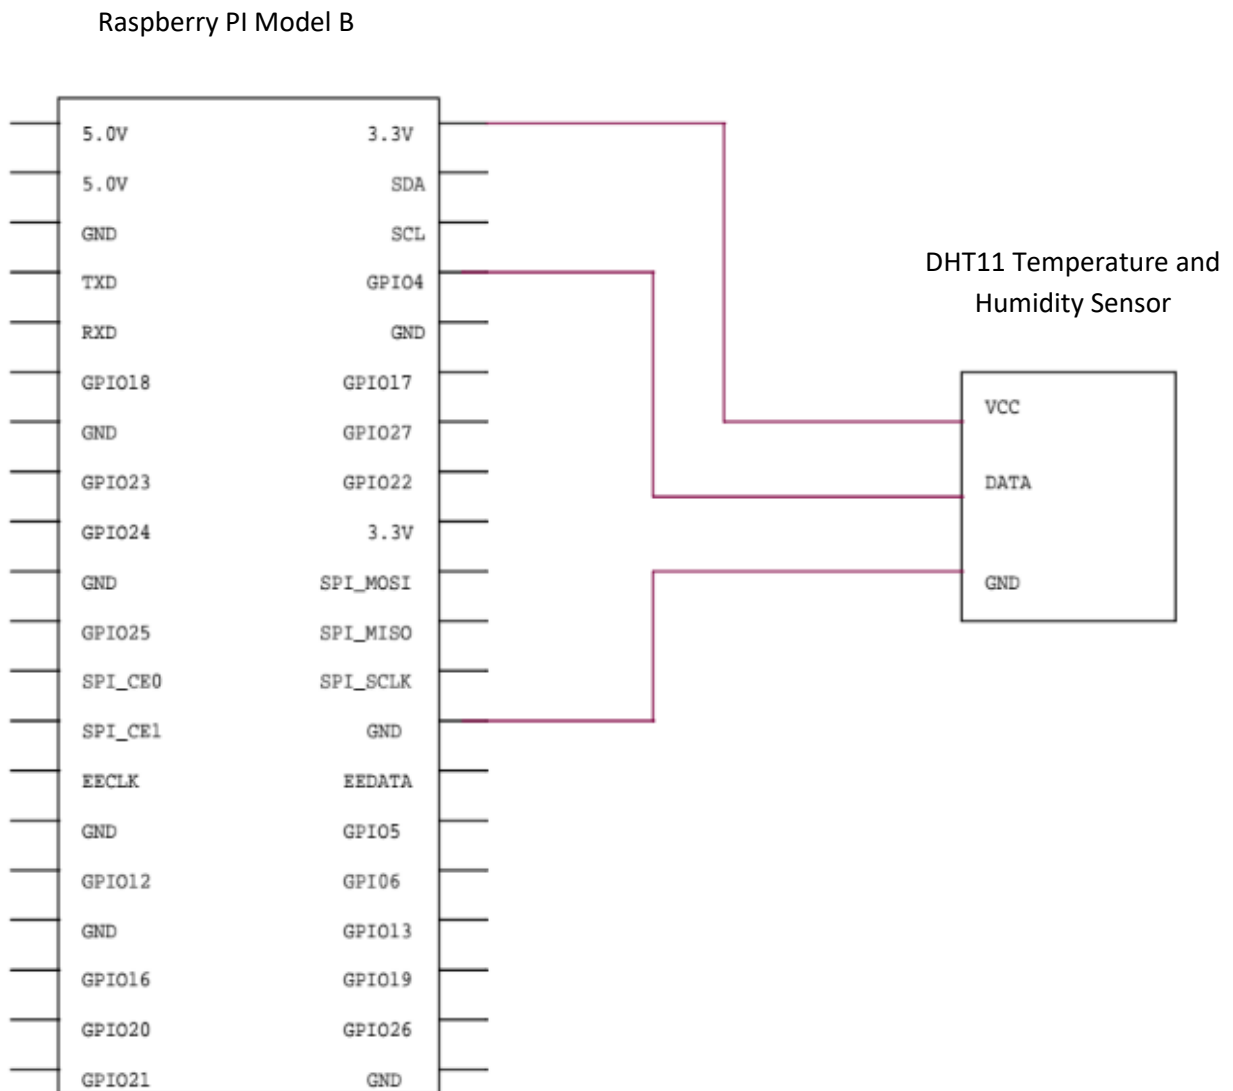 Raspberry PI Model B
5.0V 3.3V
5.0V SDA
GND SCL
TXD GPIO4
RXD GND
GPIO18 GPIO17
GND GPIO27
GPIO23 GPIO22
GPIO24 3.3V
GND SPI_MOSI
GPIO25 SPI_MISO
SPI_CE0 SPI_SCLK
SPI_CE1 GND
EECLK EEDATA
GND GPIO5
GPIO12 GPI06
GND GPIO13
GPIO16 GPIO19
GPIO20 GPIO26
GPIO21 GND
DHT11 Temperature and
Humidity Sensor
VCC
DATA
GND